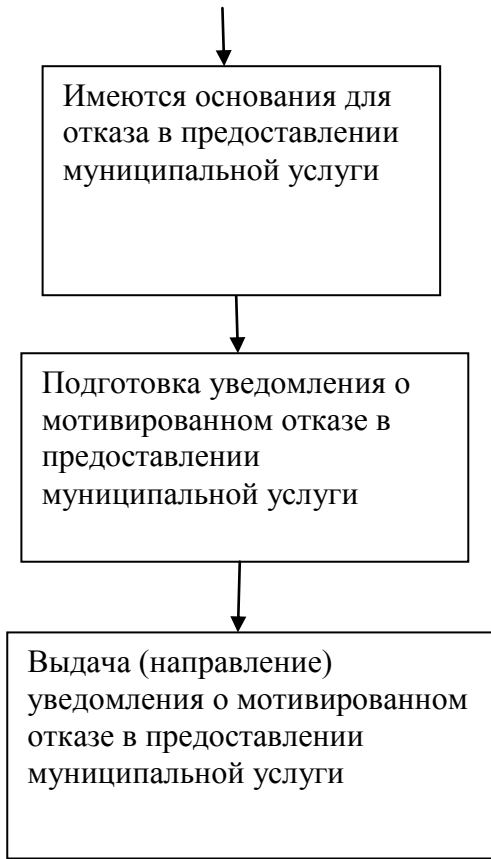 Имеются основания для
отказа в предоставлении
муниципальной услуги
Подготовка уведомления о
мотивированном отказе в
предоставлении
муниципальной услуги
Выдача (направление)
уведомления о мотивированном
отказе в предоставлении
муниципальной услуги